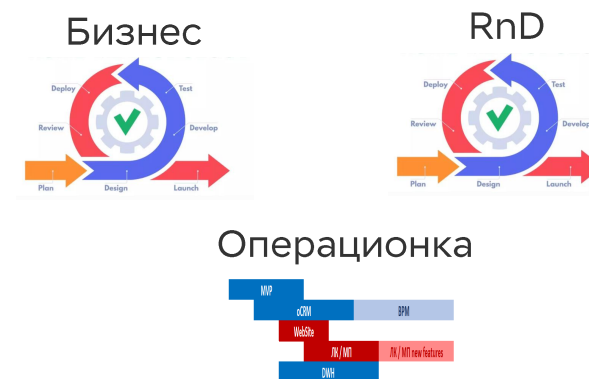 Бизнес
RnD
Deploy
Test
Review
Develop
Plan
Design
Launch
Deploy
Test
Review
Develop
Plan
Design
Launch
Операционка
MVP
oCRM
BPM
WebSite
ЛК / МП
ЛК / МП new features
DWH